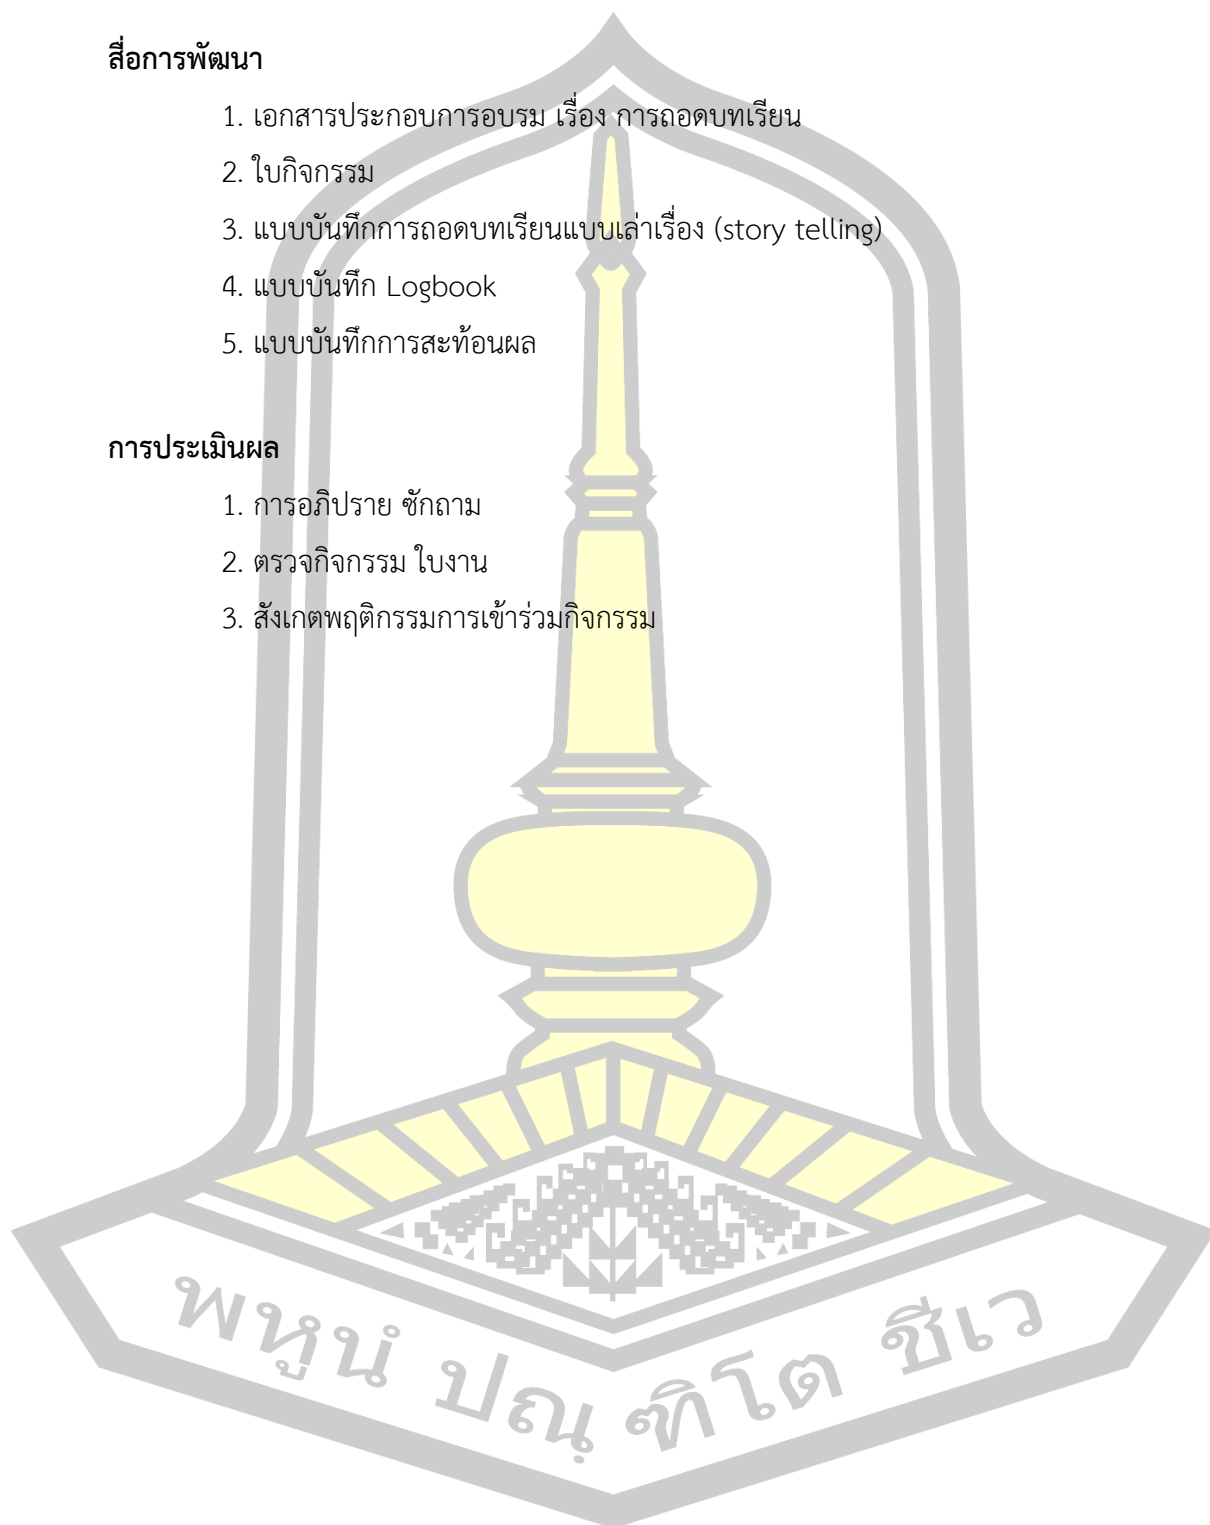 สื่อการพัฒนา
1. เอกสารประกอบการอบรม เรื่อง การถอดบทเรียน
2. ใบกิจกรรม
3. แบบบันทึกการถอดบทเรียนแบบเล่าเรื่อง (story telling)
4. แบบบันทึก Logbook
5. แบบบันทึกการสะท้อนผล
การประเมินผล
1. การอภิปราย ซักถาม
2. ตรวจกิจกรรม ใบงาน
3. สังเกตพฤติกรรมการเข้าร่วมกิจกรรม
พหูนํ ปณฺ ฑิโต ชีเว